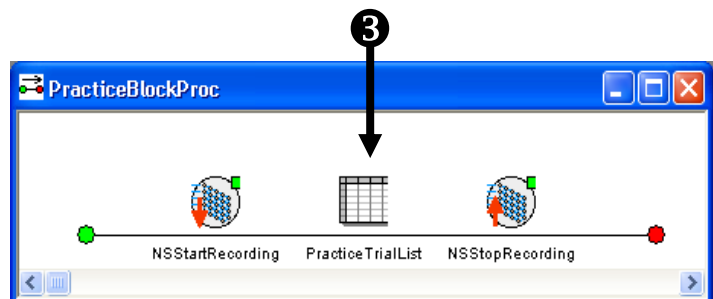 3
PracticeBlockProc
NSStartRecording PracticeTrialList NSStopRecording